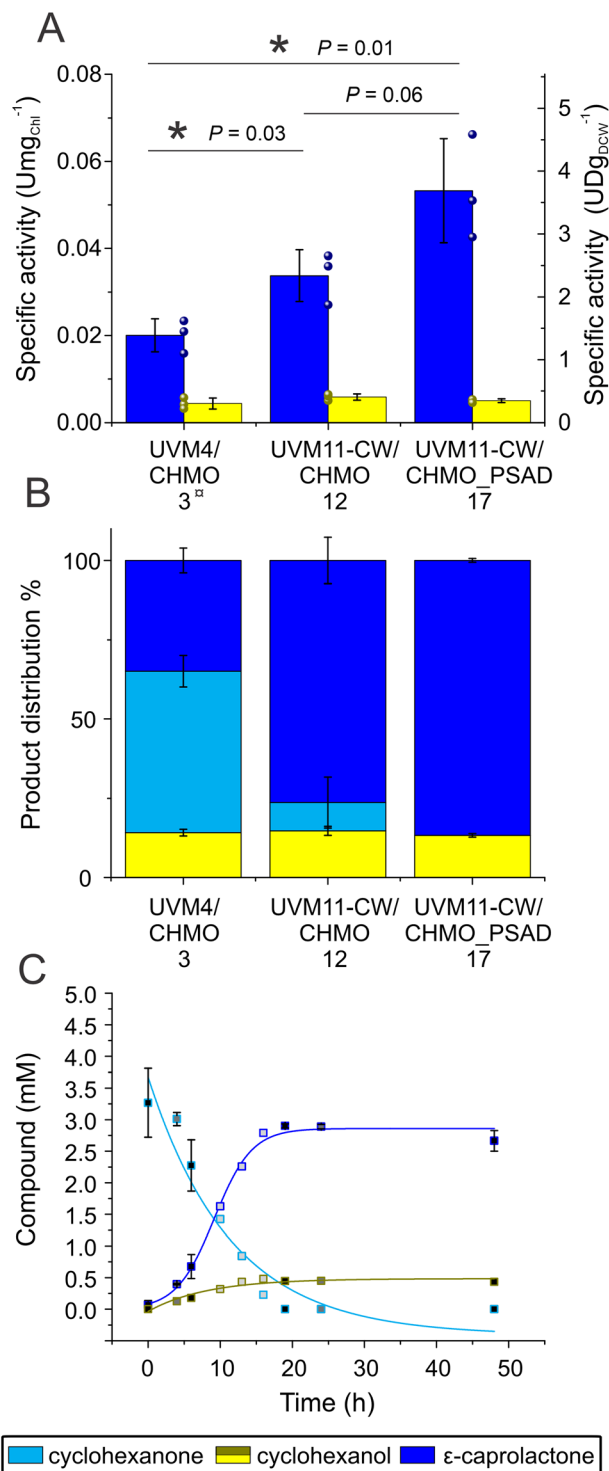 A
* P = 0.01
P = 0.06
* P = 0.03
Specific activity (Umg_Chl^-1)
0.08
0.06
0.04
0.02
0.00
Specific activity (UDg_DCW^-1)
5
4
3
2
1
0
UVM4/ UVM11-CW/ UVM11-CW/
CHMO CHMO CHMO_PSAD
3¤ 12 17
B
Product distribution %
100
50
0
UVM4/ UVM11-CW/ UVM11-CW/
CHMO CHMO CHMO_PSAD
3 12 17
C
Compound (mM)
5.0
4.5
4.0
3.5
3.0
2.5
2.0
1.5
1.0
0.5
0.0
0 10 20 30 40 50
Time (h)
cyclohexanone cyclohexanol ε-caprolactone